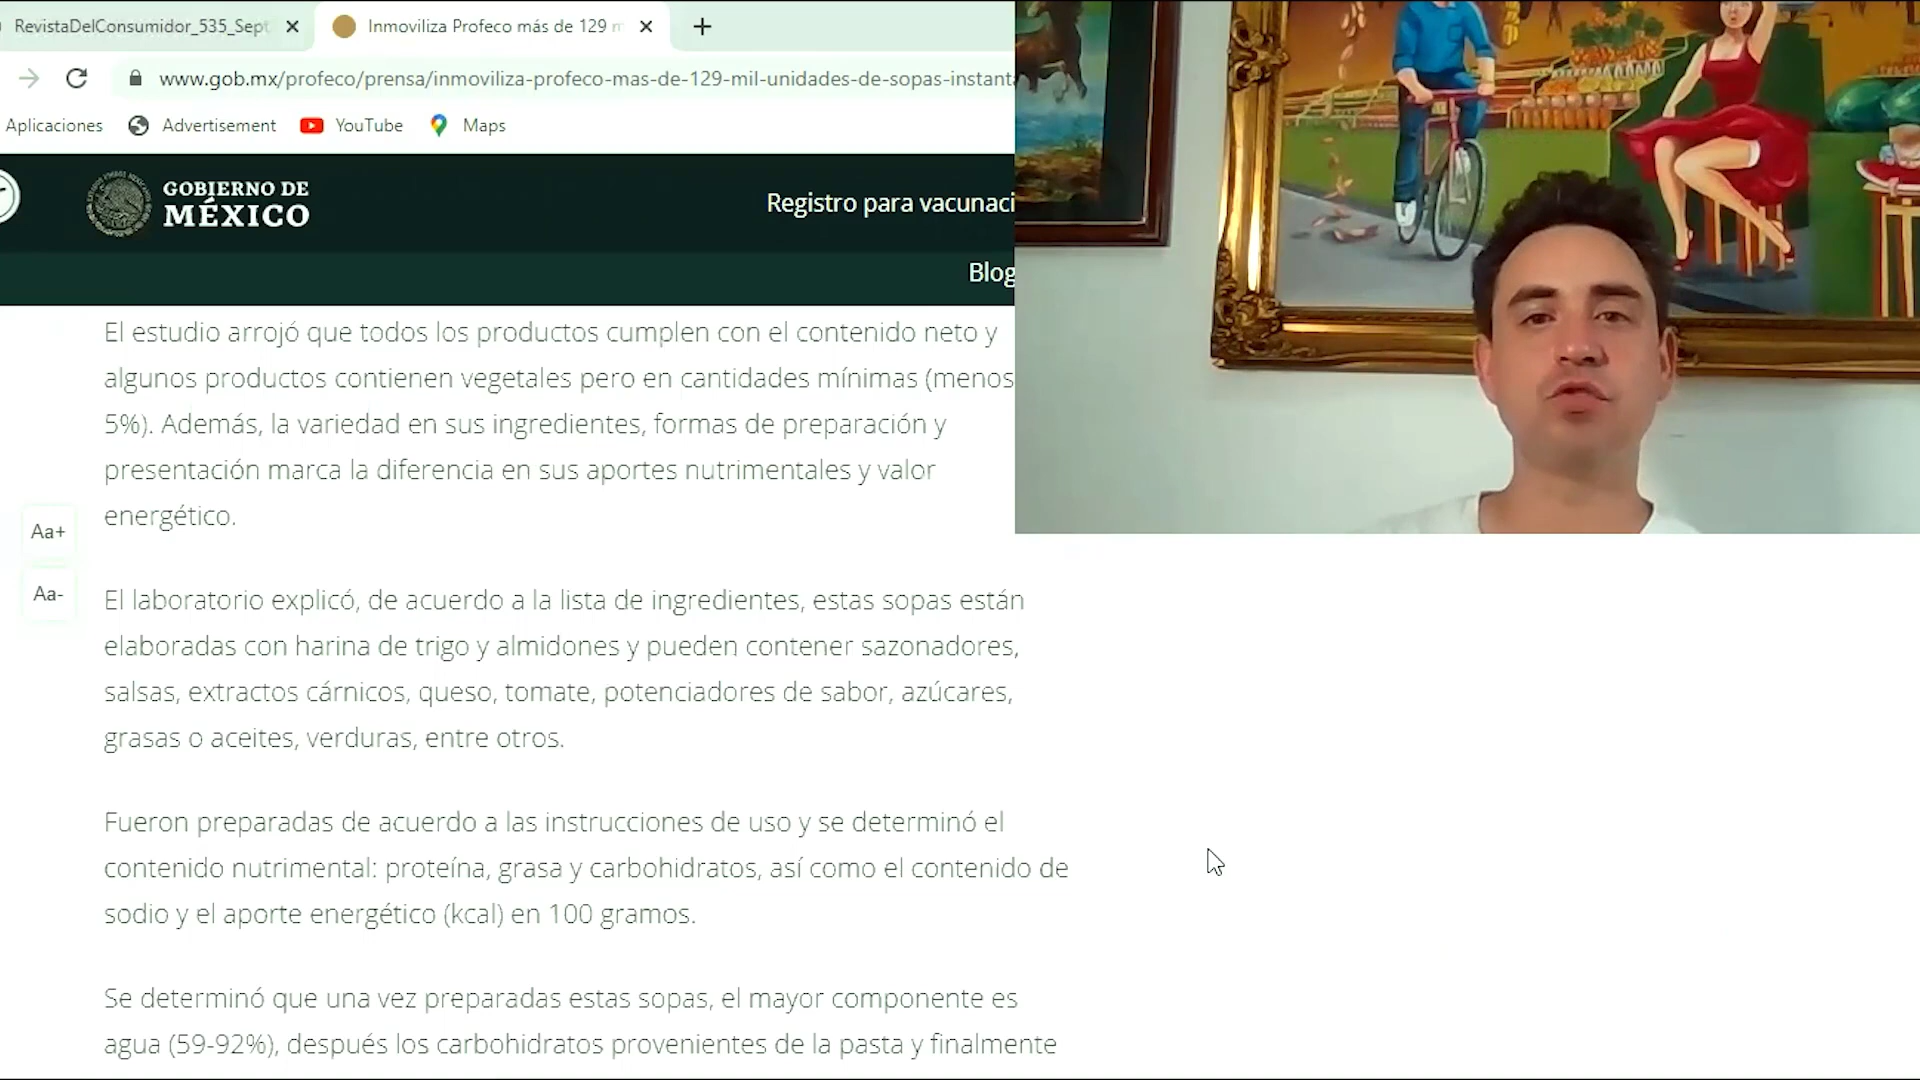 RevistaDelConsumidor_535_Sept
Inmoviliza Profeco más de 129 m
www.gob.mx/profeco/prensa/inmoviliza-profeco-mas-de-129-mil-unidades-de-sopas-instant
Aplicaciones
Advertisement
YouTube
Maps
GOBIERNO DE
MÉXICO
Registro para vacunaci
Blog
El estudio arrojó que todos los productos cumplen con el contenido neto y
algunos productos contienen vegetales pero en cantidades mínimas (menos
5%). Además, la variedad en sus ingredientes, formas de preparación y
presentación marca la diferencia en sus aportes nutrimentales y valor
energético.
Aa+
Aa-
El laboratorio explicó, de acuerdo a la lista de ingredientes, estas sopas están
elaboradas con harina de trigo y almidones y pueden contener sazonadores,
salsas, extractos cárnicos, queso, tomate, potenciadores de sabor, azúcares,
grasas o aceites, verduras, entre otros.
Fueron preparadas de acuerdo a las instrucciones de uso y se determinó el
contenido nutrimental: proteína, grasa y carbohidratos, así como el contenido de
sodio y el aporte energético (kcal) en 100 gramos.
Se determinó que una vez preparadas estas sopas, el mayor componente es
agua (59-92%), después los carbohidratos provenientes de la pasta y finalmente